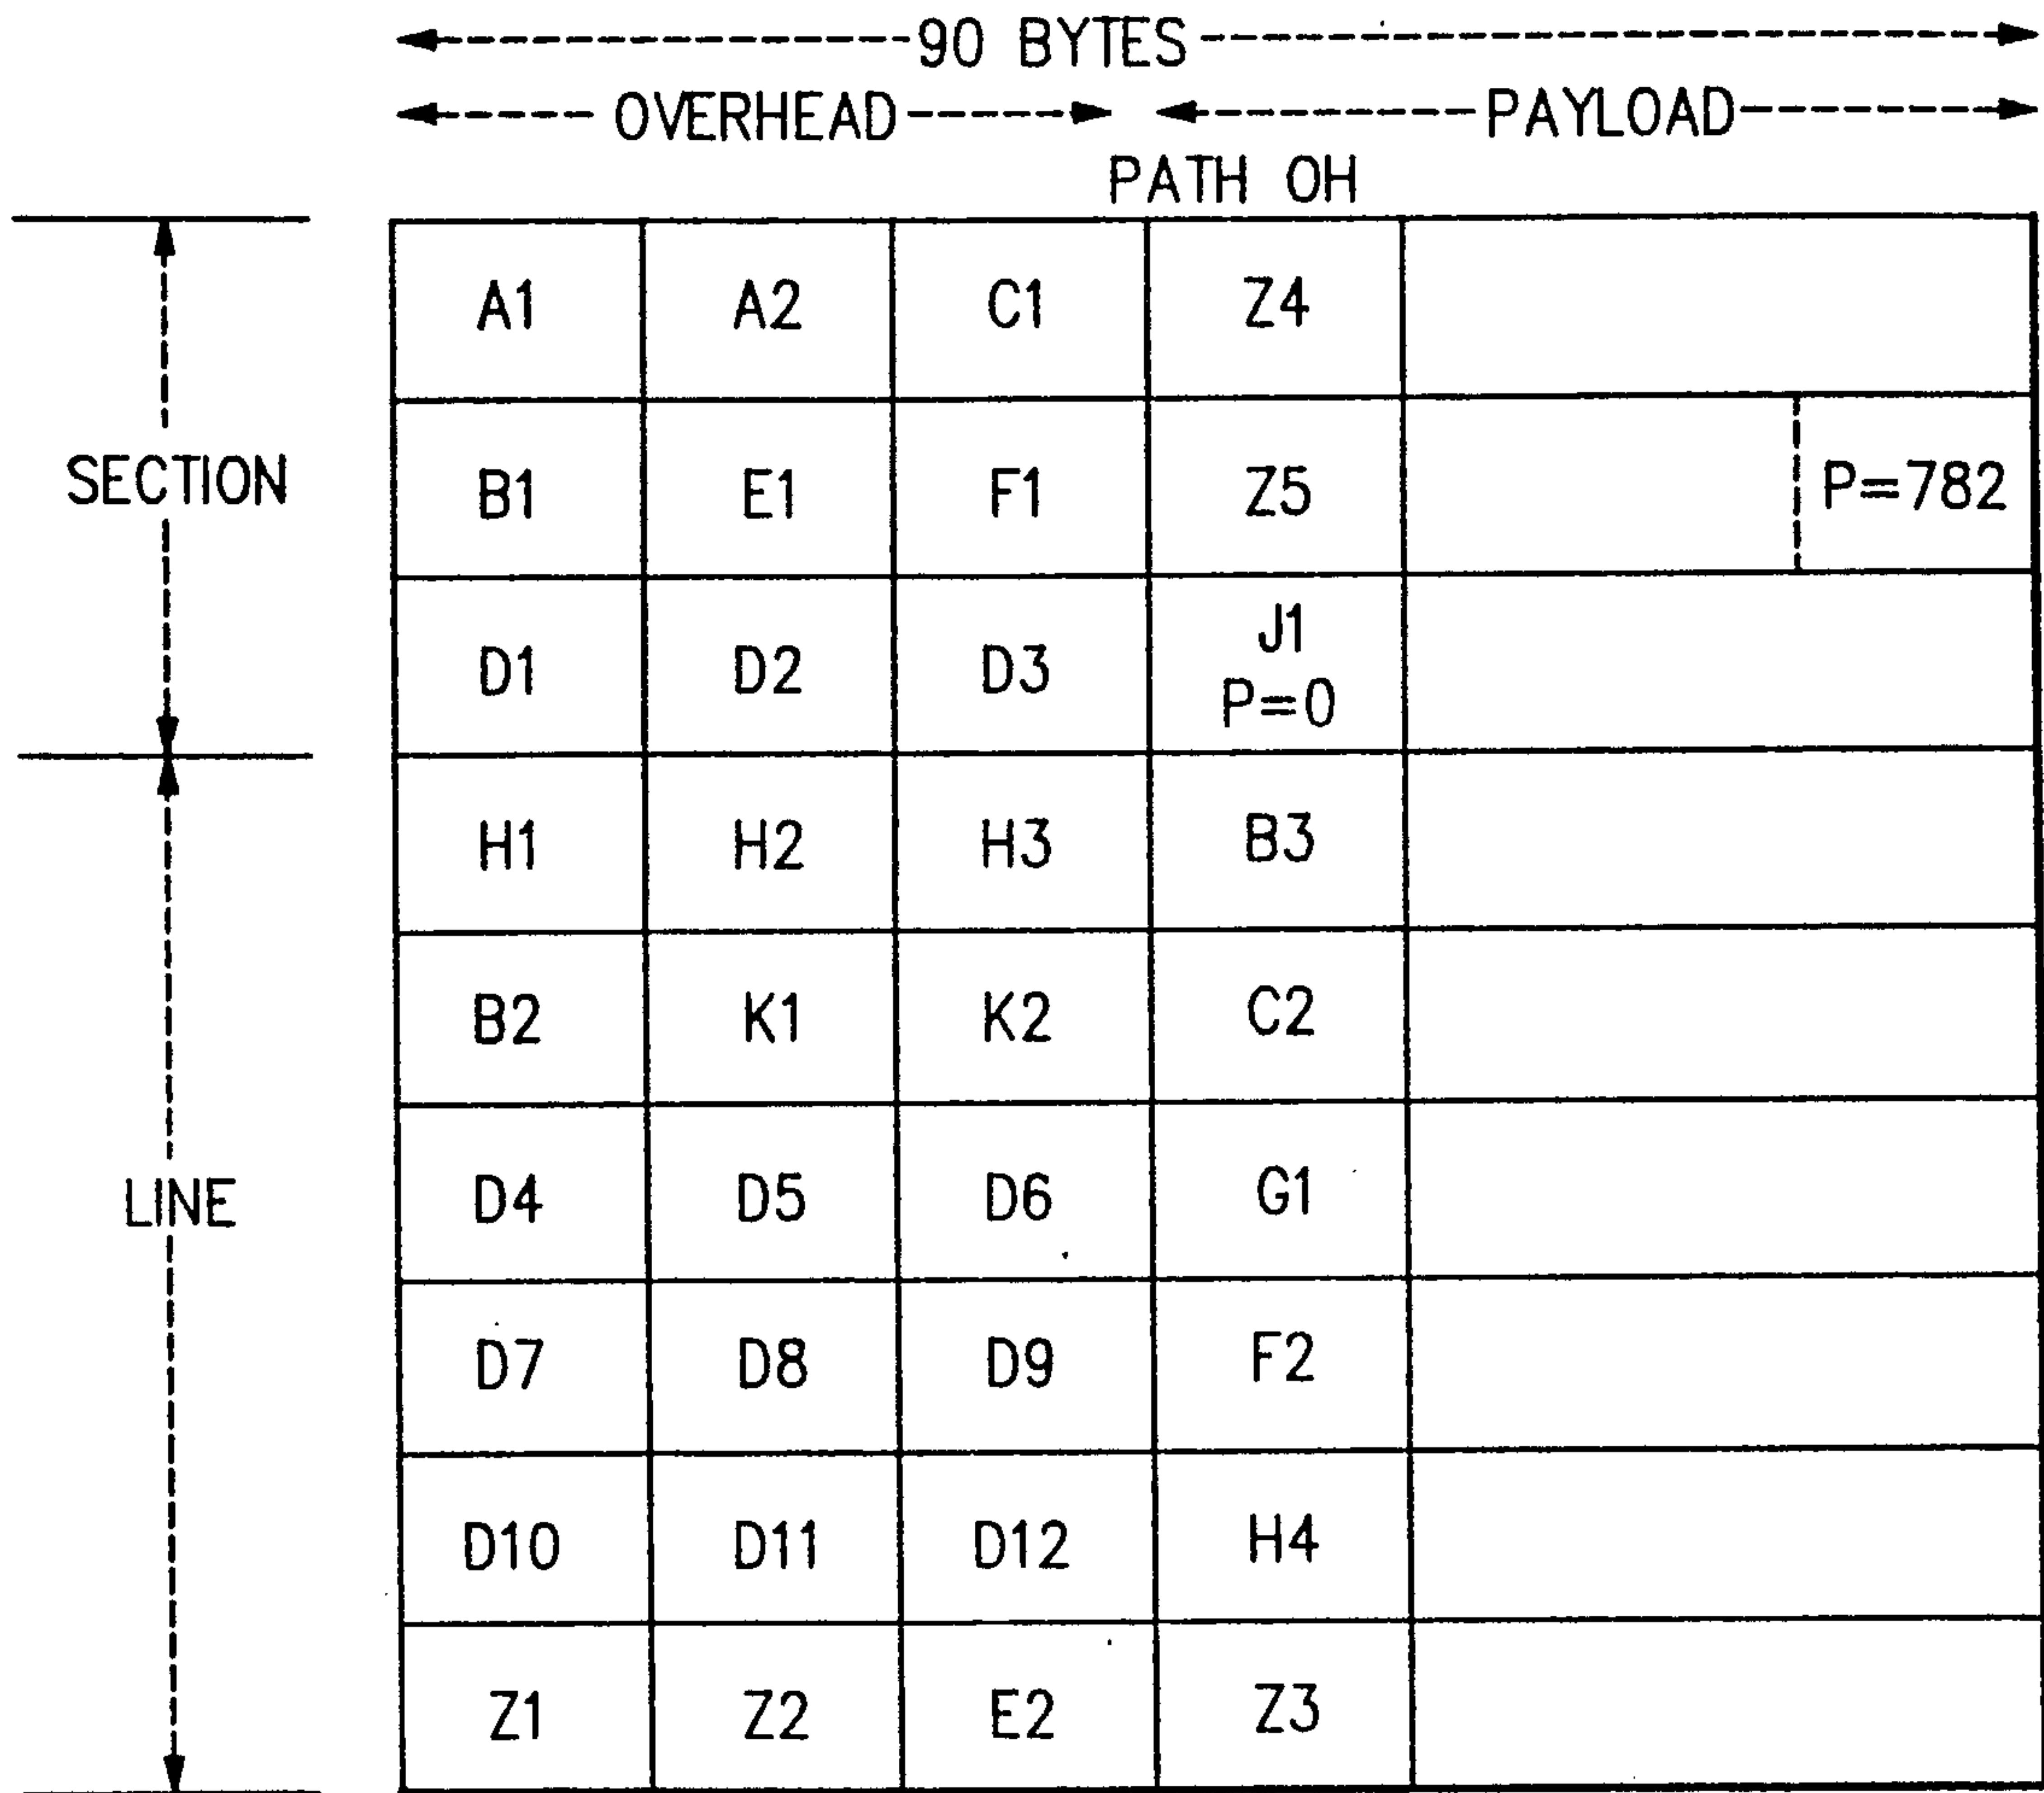 90 BYTES
OVERHEAD PAYLOAD
PATH OH
A1 A2 C1 Z4
SECTION B1 E1 F1 Z5 P=782
D1 D2 D3 J1
P=0
H1 H2 H3 B3
B2 K1 K2 C2
LINE D4 D5 D6 G1
D7 D8 D9 F2
D10 D11 D12 H4
Z1 Z2 E2 Z3